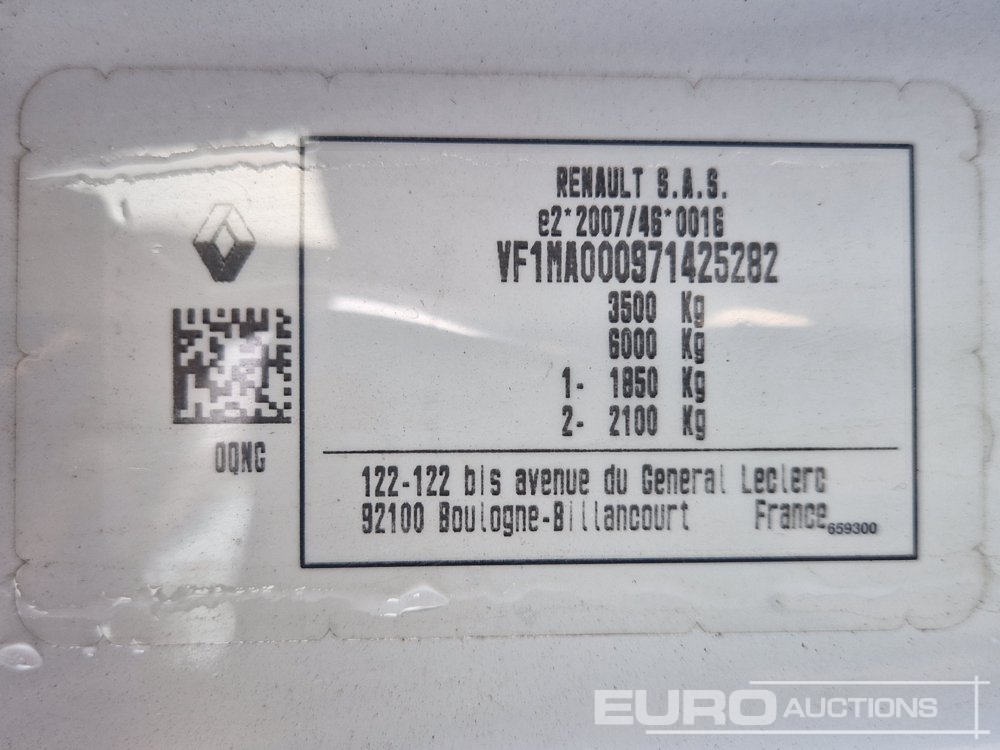 RENAULT S.A.S.
e2*2007/46*0016
VF1MA000971425282
3500 Kg
6000 Kg
1- 1850 Kg
2- 2100 Kg
0QNG
122-122 bis avenue du General Leclerc
92100 Boulogne-Billancourt France
659300
EURO AUCTIONS